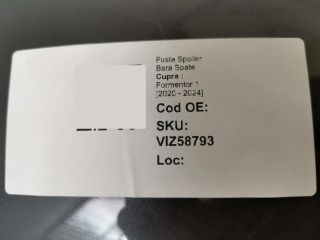 Fusta Spoiler
Bara Spate
Cupra :
Formentor 1
[2020 - 2024]
Cod OE:
SKU:
VIZ58793
Loc: